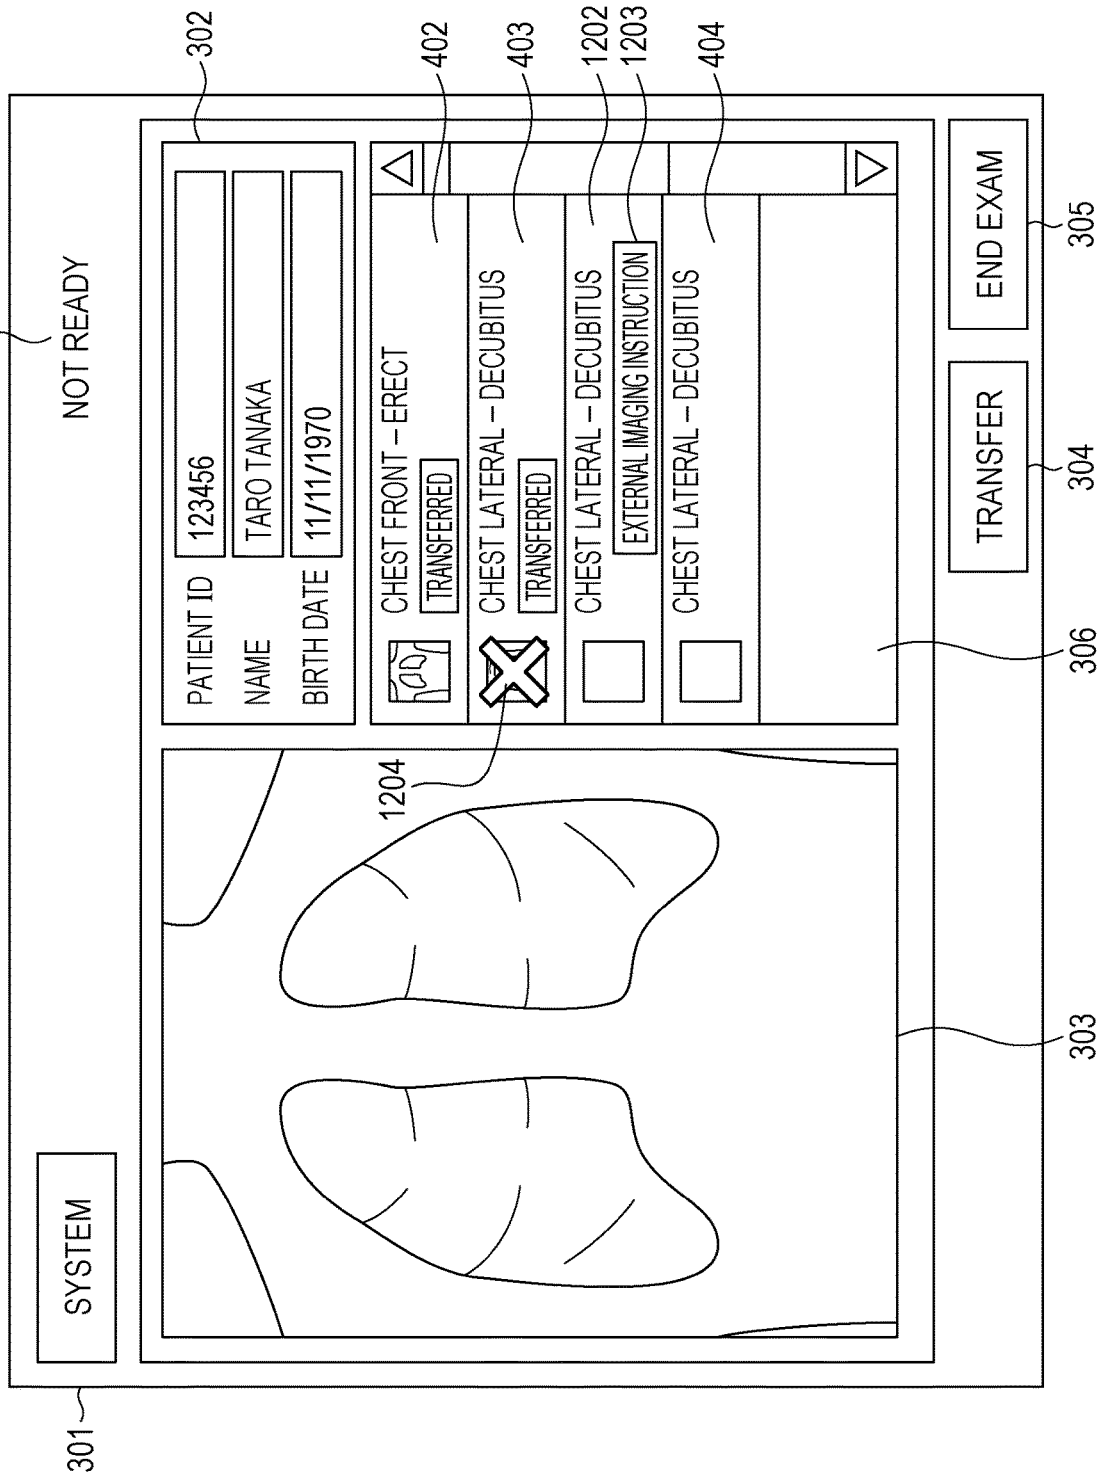 301
SYSTEM
NOT READY
302
PATIENT ID 123456
NAME TARO TANAKA
BIRTH DATE 11/11/1970
CHEST FRONT – ERECT
TRANSFERRED
402
1204
CHEST LATERAL – DECUBITUS
TRANSFERRED
403
CHEST LATERAL – DECUBITUS
1202
EXTERNAL IMAGING INSTRUCTION
1203
CHEST LATERAL – DECUBITUS
404
TRANSFER
END EXAM
303
306
304
305